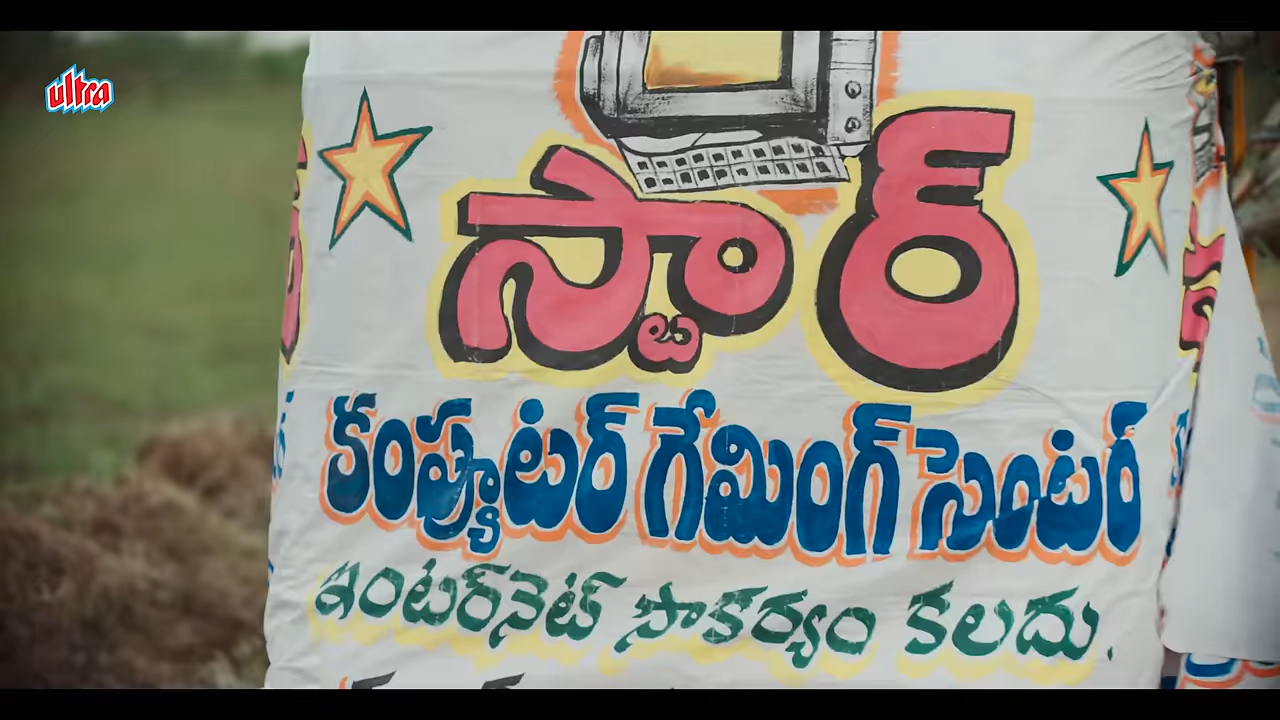 ultra
స్టార్
కంప్యూటర్ గేమింగ్ సెంటర్
ఇంటర్నెట్ సౌకర్యం కలదు.